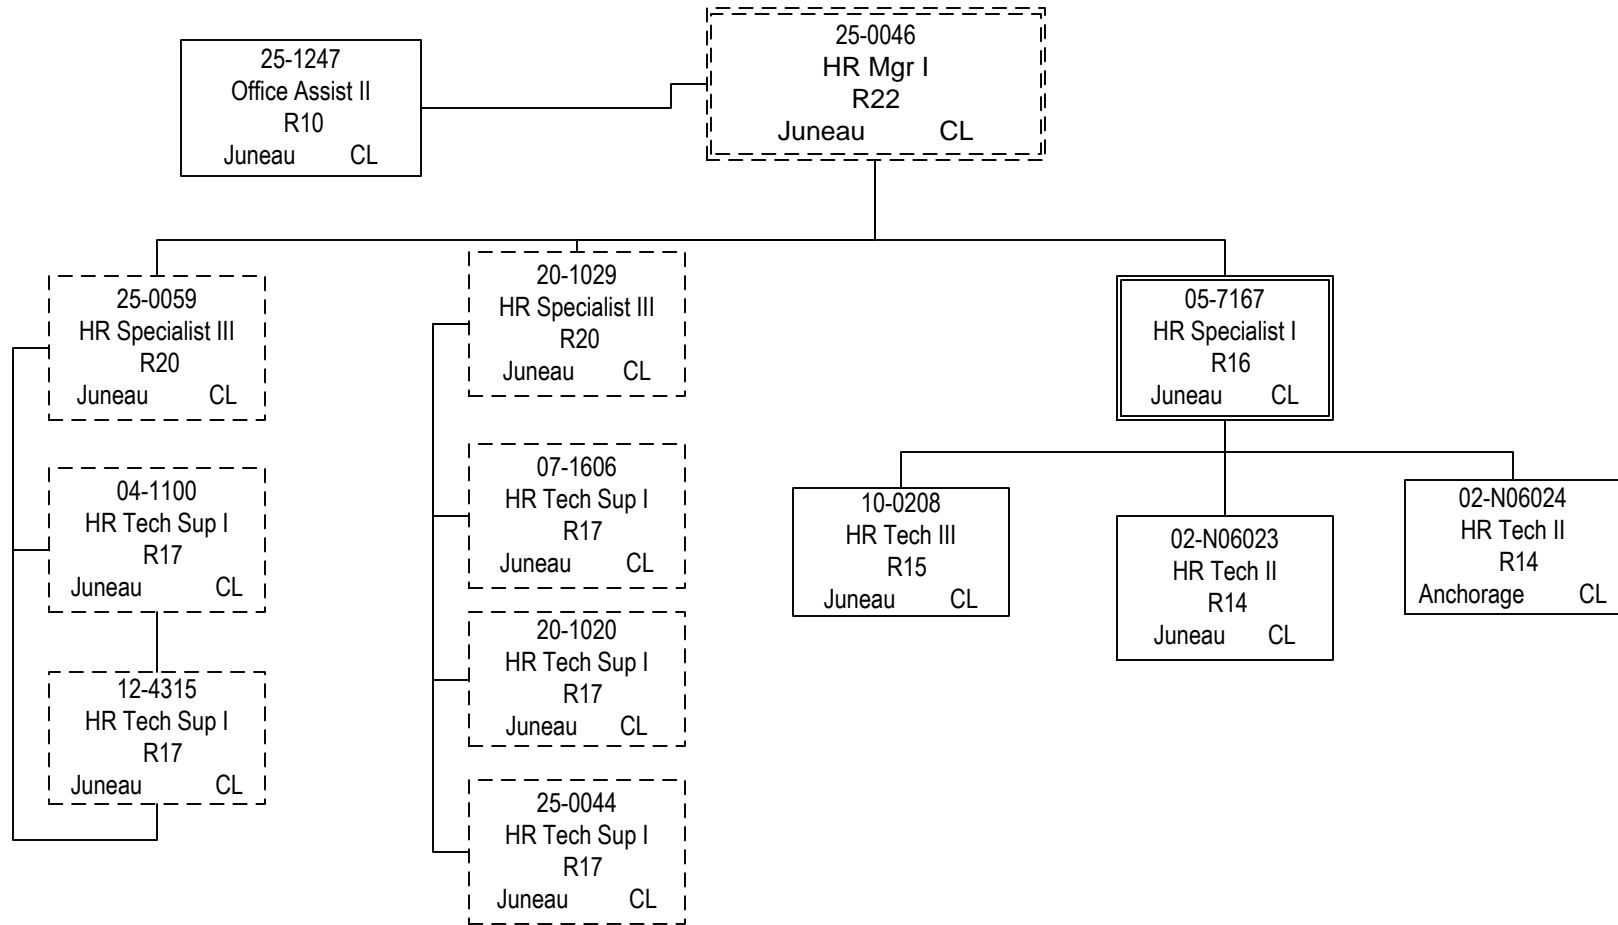 25-1247
Office Assist II
R10
Juneau CL
25-0046
HR Mgr I
R22
Juneau CL
25-0059
HR Specialist III
R20
Juneau CL
04-1100
HR Tech Sup I
R17
Juneau CL
12-4315
HR Tech Sup I
R17
Juneau CL
20-1029
HR Specialist III
R20
Juneau CL
07-1606
HR Tech Sup I
R17
Juneau CL
20-1020
HR Tech Sup I
R17
Juneau CL
25-0044
HR Tech Sup I
R17
Juneau CL
05-7167
HR Specialist I
R16
Juneau CL
10-0208
HR Tech III
R15
Juneau CL
02-N06023
HR Tech II
R14
Juneau CL
02-N06024
HR Tech II
R14
Anchorage CL